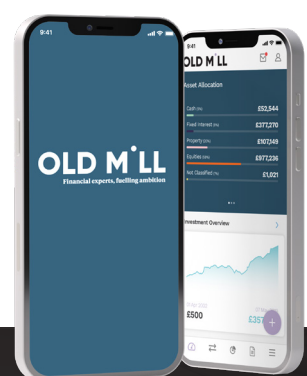 9:41
OLD MILL
Financial experts, fuelling ambition
9:41
OLD MILL
Asset Allocation
£52,544
Fixed Interest
£377,270
Property
£107,149
Equities
£977,236
Not Classified
£1,021
Investment Overview
£500
£357
+